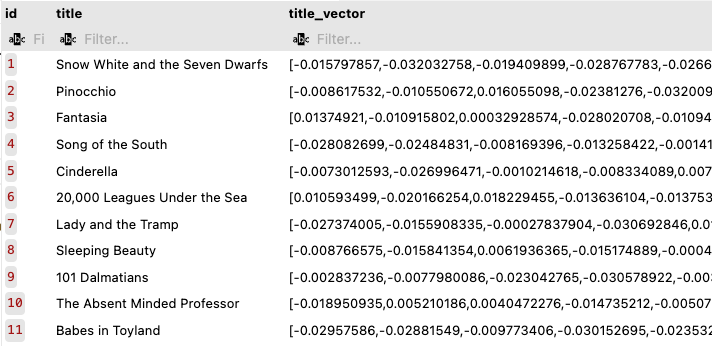 id title title_vector
abc Fi abc Filter... abc Filter...
1 Snow White and the Seven Dwarfs [-0.015797857,-0.032032758,-0.019409899,-0.028767783,-0.0266
2 Pinocchio [-0.008617532,-0.010550672,0.016055098,-0.02381276,-0.032009
3 Fantasia [0.01374921,-0.010915802,0.00032928574,-0.028020708,-0.01094
4 Song of the South [-0.028082699,-0.02484831,-0.008169396,-0.013258422,-0.00141
5 Cinderella [-0.0073012593,-0.026996471,-0.0010214618,-0.008334089,0.007
6 20,000 Leagues Under the Sea [0.010593499,-0.020166254,0.018229455,-0.013636104,-0.013753
7 Lady and the Tramp [-0.027374005,-0.0155908335,-0.00027837904,-0.030692846,0.01
8 Sleeping Beauty [-0.008766575,-0.015841354,0.0061936365,-0.015174889,-0.0004
9 101 Dalmatians [-0.002837236,-0.0077980086,-0.023042765,-0.030578922,-0.00
10 The Absent Minded Professor [-0.018950935,0.005210186,0.0040472276,-0.014735212,-0.00507
11 Babes in Toyland [-0.02957586,-0.02881549,-0.009773406,-0.030152695,-0.023532